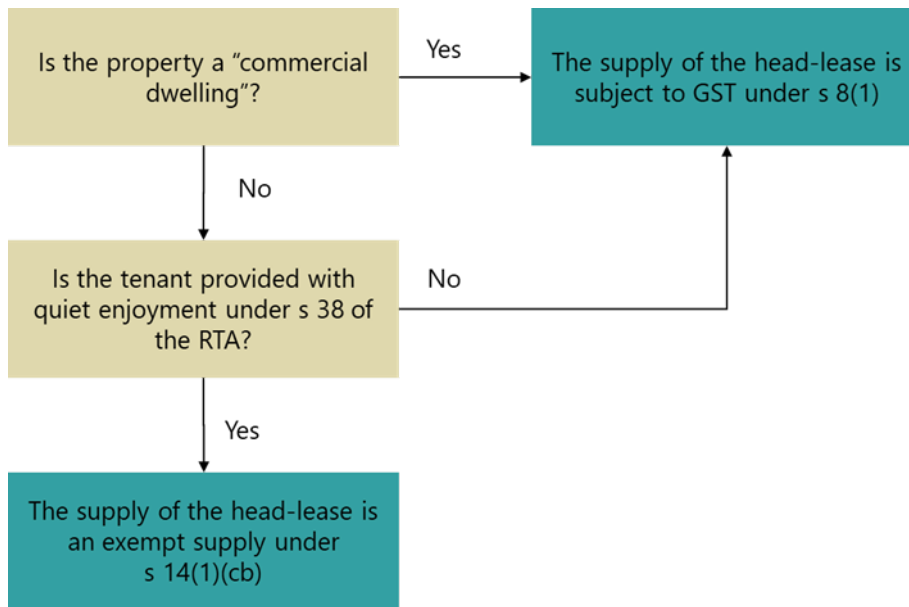 Is the property a “commercial
dwelling”?
Yes
The supply of the head-lease is
subject to GST under s 8(1)
No
Is the tenant provided with
quiet enjoyment under s 38 of
the RTA?
No
Yes
The supply of the head-lease is
an exempt supply under
s 14(1)(cb)